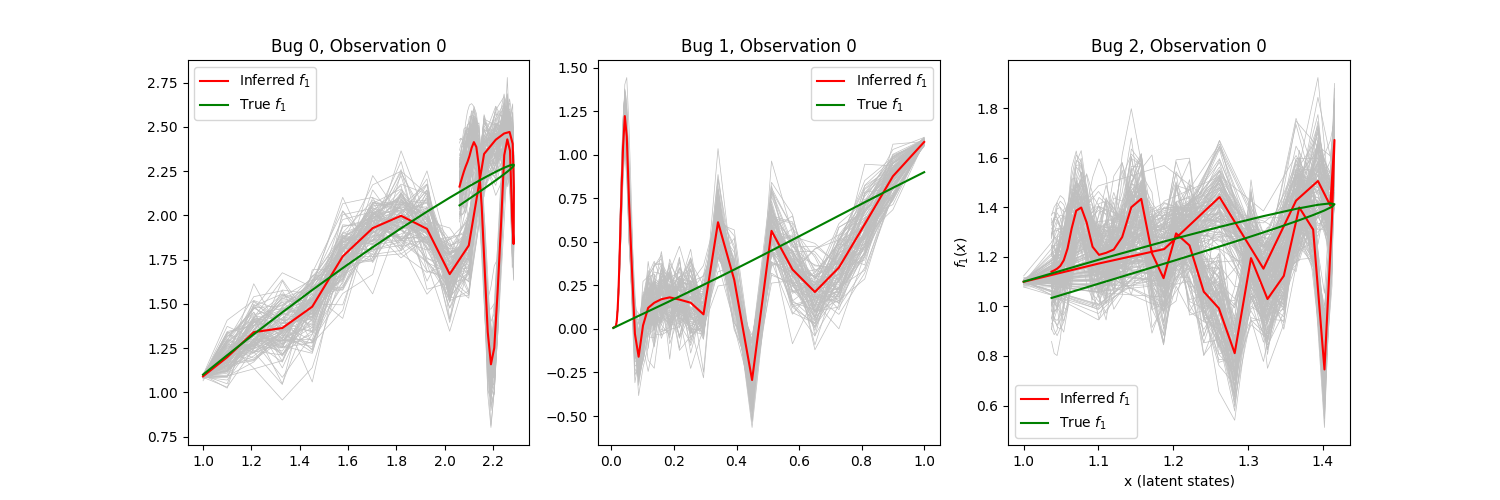 Bug 0, Observation 0
Inferred f₁
True f₁
2.75
2.50
2.25
2.00
1.75
1.50
1.25
1.00
0.75
1.0 1.2 1.4 1.6 1.8 2.0 2.2
Bug 1, Observation 0
Inferred f₁
True f₁
1.50
1.25
1.00
0.75
0.50
0.25
0.00
−0.25
−0.50
0.0 0.2 0.4 0.6 0.8 1.0
Bug 2, Observation 0
f₁(x)
1.8
1.6
1.4
1.2
1.0
0.8
0.6
Inferred f₁
True f₁
1.0 1.1 1.2 1.3 1.4
x (latent states)